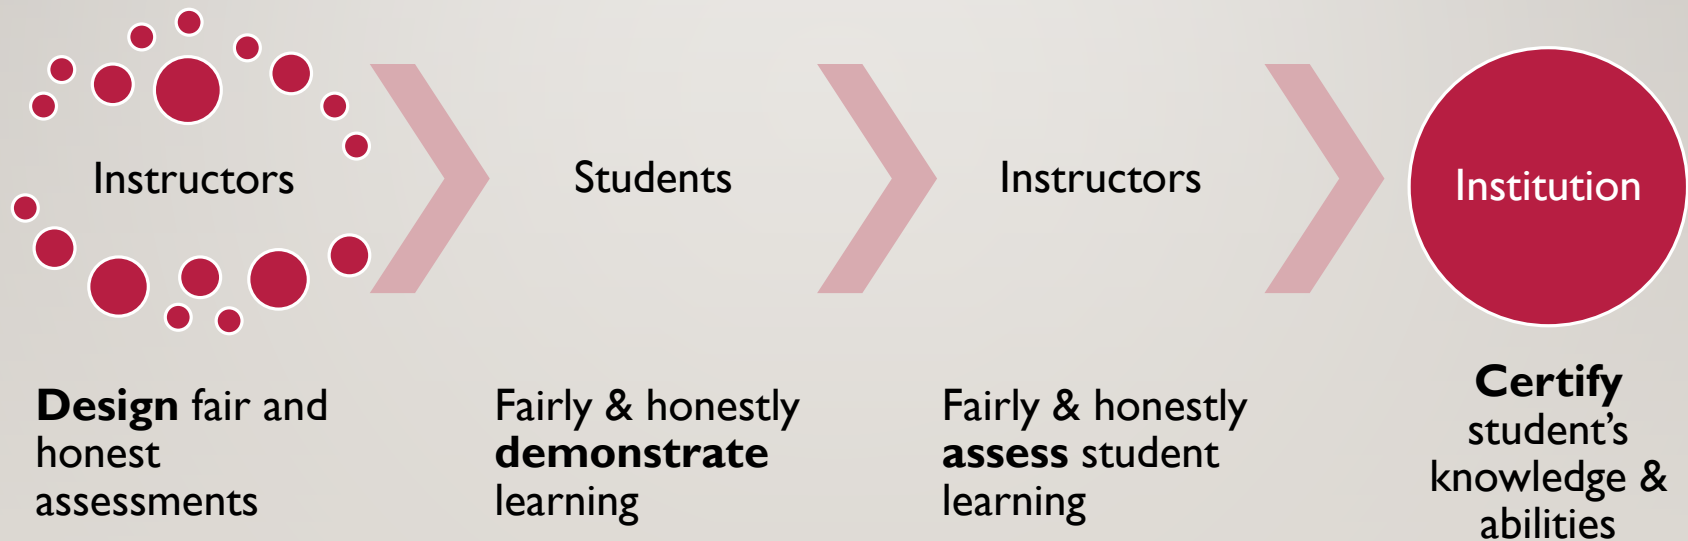 Instructors
Students
Instructors
Institution
Design fair and
honest
assessments
Fairly & honestly
demonstrate
learning
Fairly & honestly
assess student
learning
Certify
student’s
knowledge &
abilities